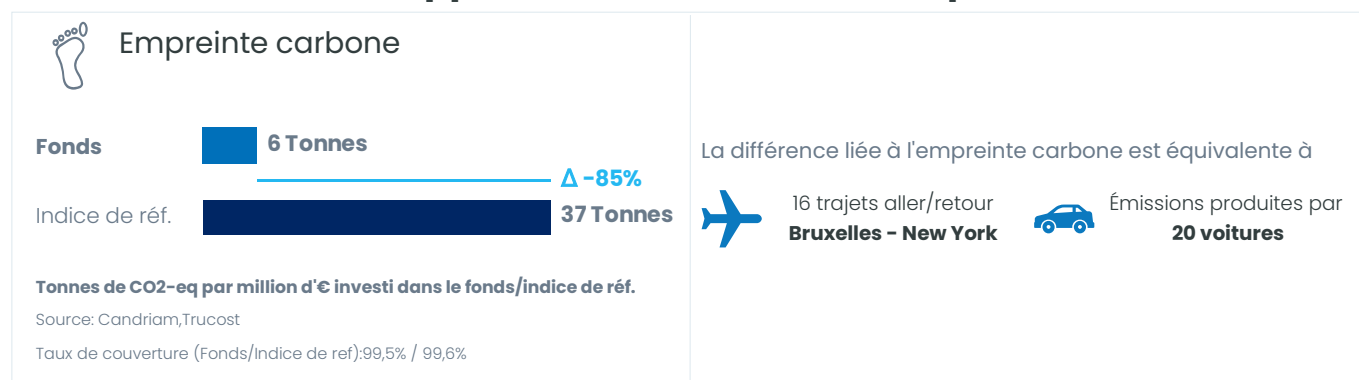 Empreinte carbone
Fonds
6 Tonnes
Δ -85%
Indice de réf.
37 Tonnes
Tonnes de CO2-eq par million d'€ investi dans le fonds/indice de réf.
Source: Candriam,Trucost
Taux de couverture (Fonds/Indice de ref):99,5% / 99,6%
La différence liée à l'empreinte carbone est équivalente à
16 trajets aller/retour
Bruxelles - New York
Émissions produites par
20 voitures